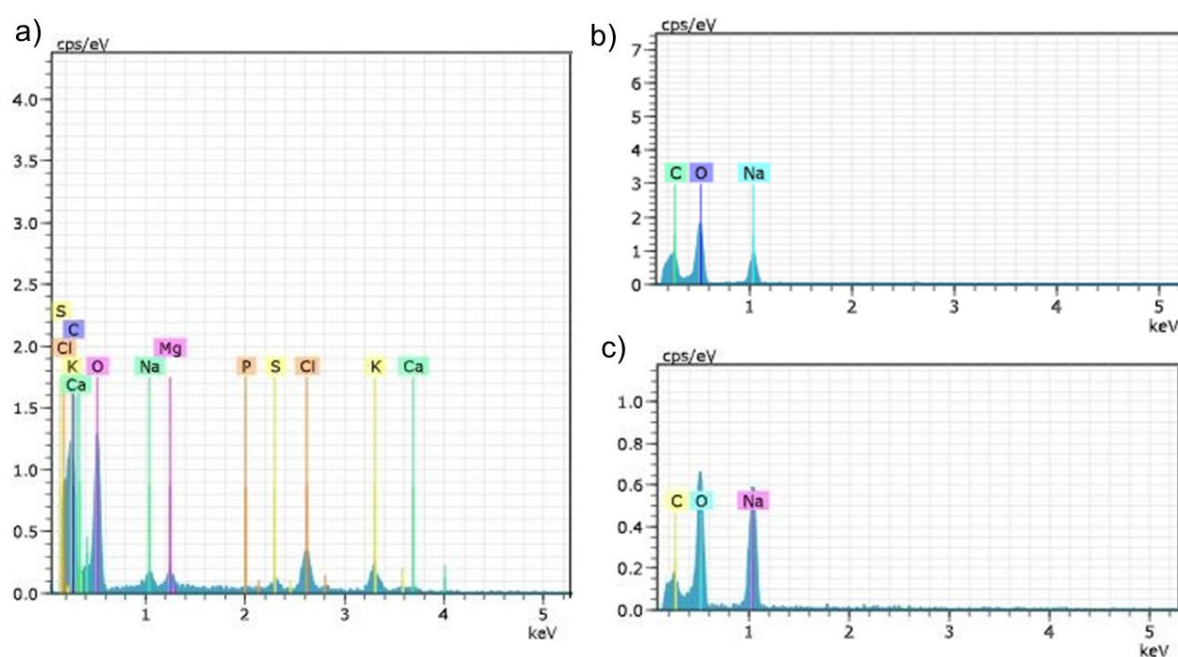 a)
cps/eV
4.0
3.5
3.0
2.5
2.0
1.5
1.0
0.5
0.0
S
C
Cl
Mg
K O Na P S Cl K Ca
Ca
1 2 3 4 5
keV
b)
cps/eV
7
6
5
4
3
2
1
0
C O Na
1 2 3 4 5
keV
c)
cps/eV
1.0
0.8
0.6
0.4
0.2
0.0
C O Na
1 2 3 4 5
keV